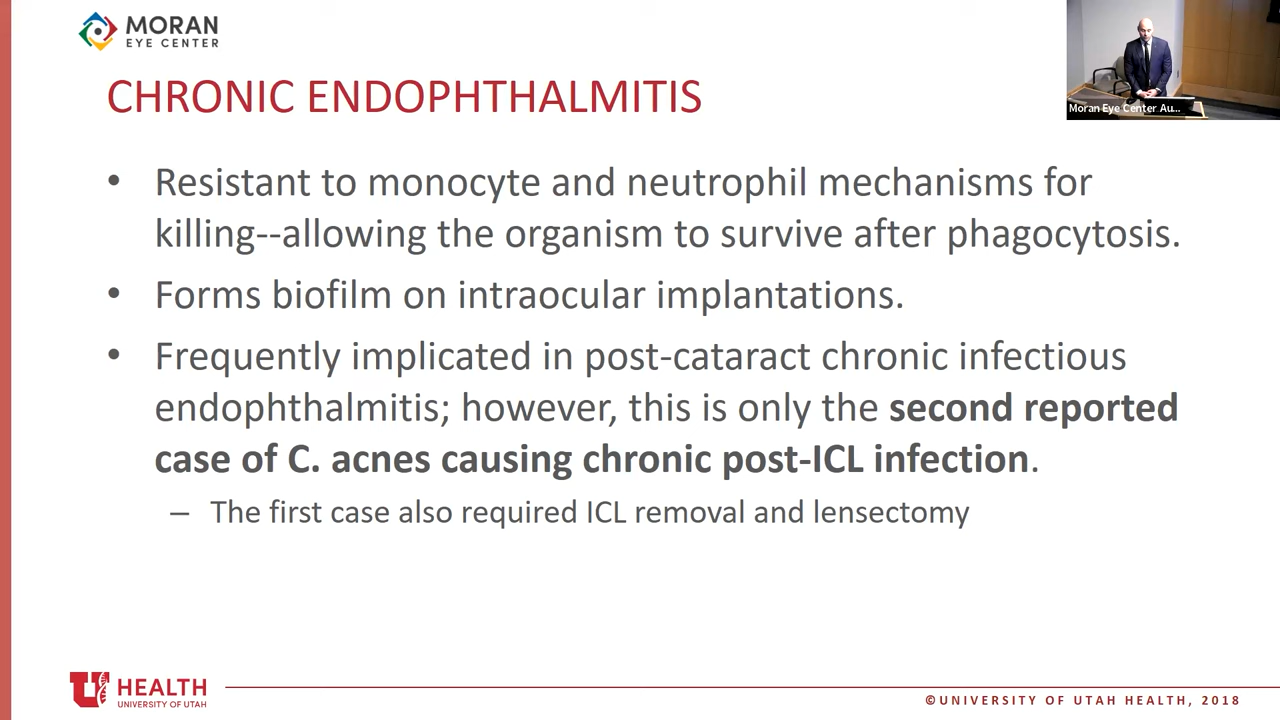 MORAN
EYE CENTER
Moran Eye Center Au...
CHRONIC ENDOPHTHALMITIS
• Resistant to monocyte and neutrophil mechanisms for
killing--allowing the organism to survive after phagocytosis.
• Forms biofilm on intraocular implantations.
• Frequently implicated in post-cataract chronic infectious
endophthalmitis; however, this is only the second reported
case of C. acnes causing chronic post-ICL infection.
– The first case also required ICL removal and lensectomy
U HEALTH
UNIVERSITY OF UTAH
©UNIVERSITY OF UTAH HEALTH, 2018